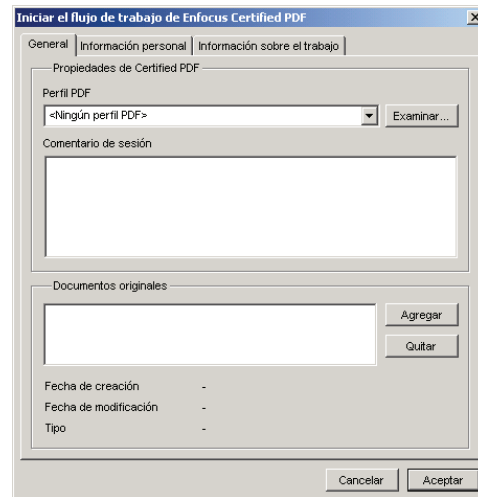 Iniciar el flujo de trabajo de Enfocus Certified PDF
General Información personal Información sobre el trabajo
Propiedades de Certified PDF
Perfil PDF
<Ningún perfil PDF> Examinar...
Comentario de sesión
Documentos originales
Agregar
Quitar
Fecha de creación -
Fecha de modificación -
Tipo -
Cancelar Aceptar